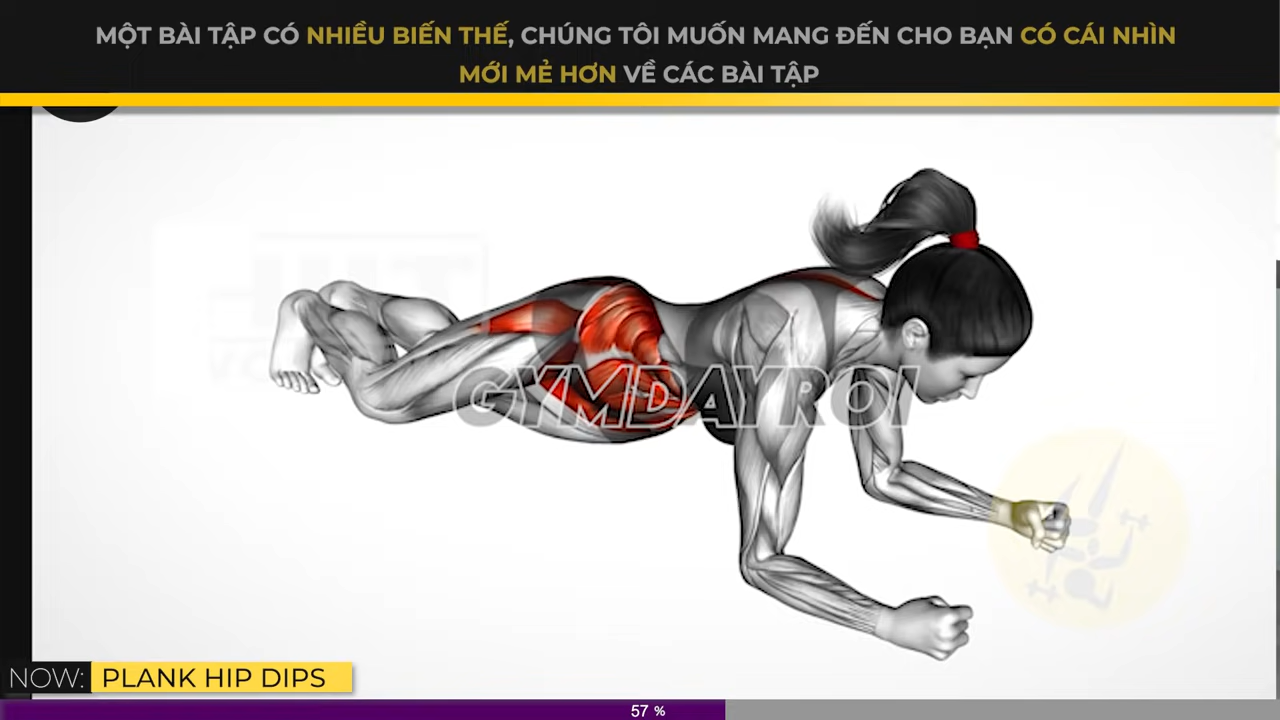 MỘT BÀI TẬP CÓ NHIỀU BIẾN THẾ, CHÚNG TÔI MUỐN MANG ĐẾN CHO BẠN CÓ CÁI NHÌN
MỚI MẺ HƠN VỀ CÁC BÀI TẬP
GYMDAYROI
NOW: PLANK HIP DIPS
57 %